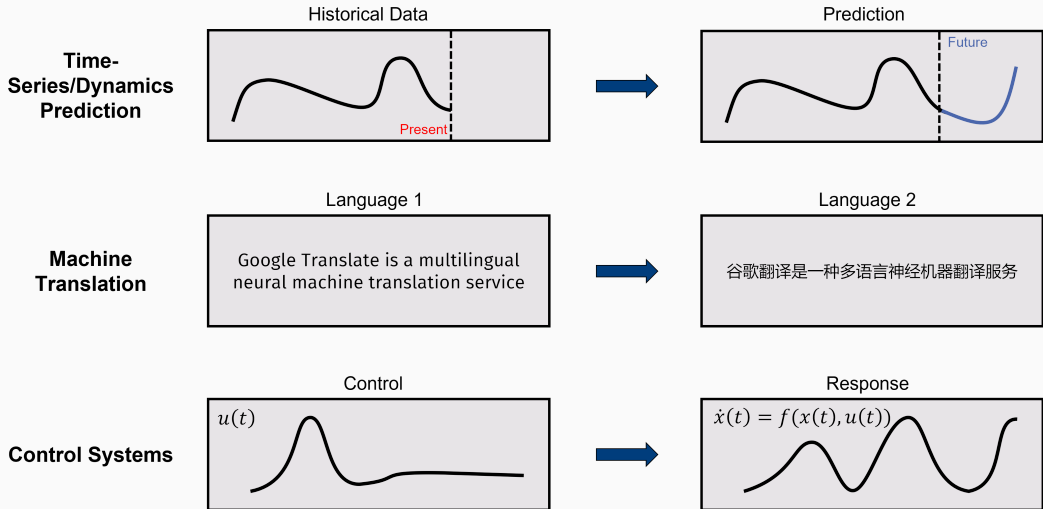 Historical Data
Prediction
Time-
Series/Dynamics
Prediction
Present
Future
Language 1
Language 2
Machine
Translation
Google Translate is a multilingual
neural machine translation service
谷歌翻译是一种多语言神经机器翻译服务
Control
Response
Control Systems
u(t)
ẋ(t) = f(x(t), u(t))